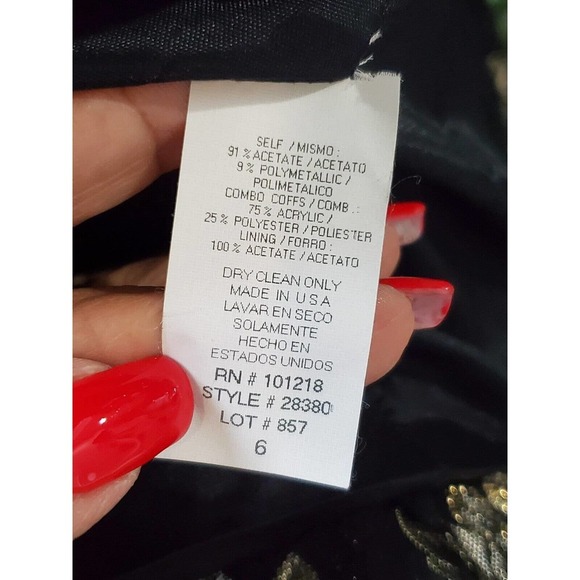 SELF / MISMO :
91 % ACETATE / ACETATO
9 % POLYMETALLIC /
POLIMETALICO
COMBO COFFS / COMB . :
75 % ACRYLIC /
25 % POLYESTER / POLIESTER
LINING / FORRO :
100 % ACETATE / ACETATO
DRY CLEAN ONLY
MADE IN U S A
LAVAR EN SECO
SOLAMENTE
HECHO EN
ESTADOS UNIDOS
RN # 101218
STYLE # 28380
LOT # 857
6